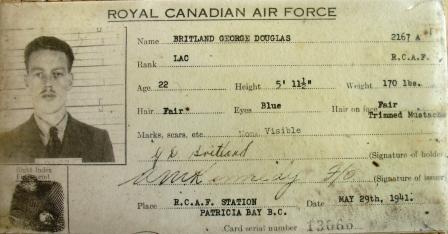 ROYAL CANADIAN AIR FORCE
Name BRITLAND GEORGE DOUGLAS 2167 A
Rank LAC R.C.A.F.
Age 22 Height 5' 11½" Weight 170 lbs.
Hair Fair* Eyes Blue Hair on face Fair
Trimmed Mustache
Marks, scars, etc. None Visible
G D Britland (Signature of holder)
Kennedy F/O (Signature of issuer)
Right Index
Place R.C.A.F. STATION Date MAY 29th, 1941.
PATRICIA BAY B.C.
Card serial number